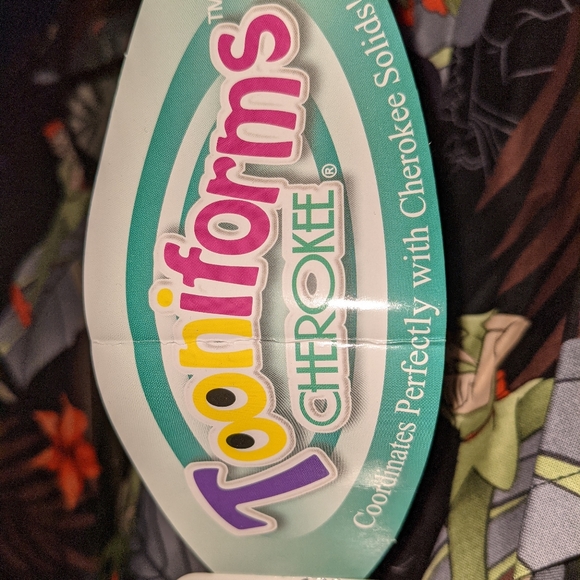 Tooniforms™
CHEROKEE®
Coordinates Perfectly with Cherokee Solids!